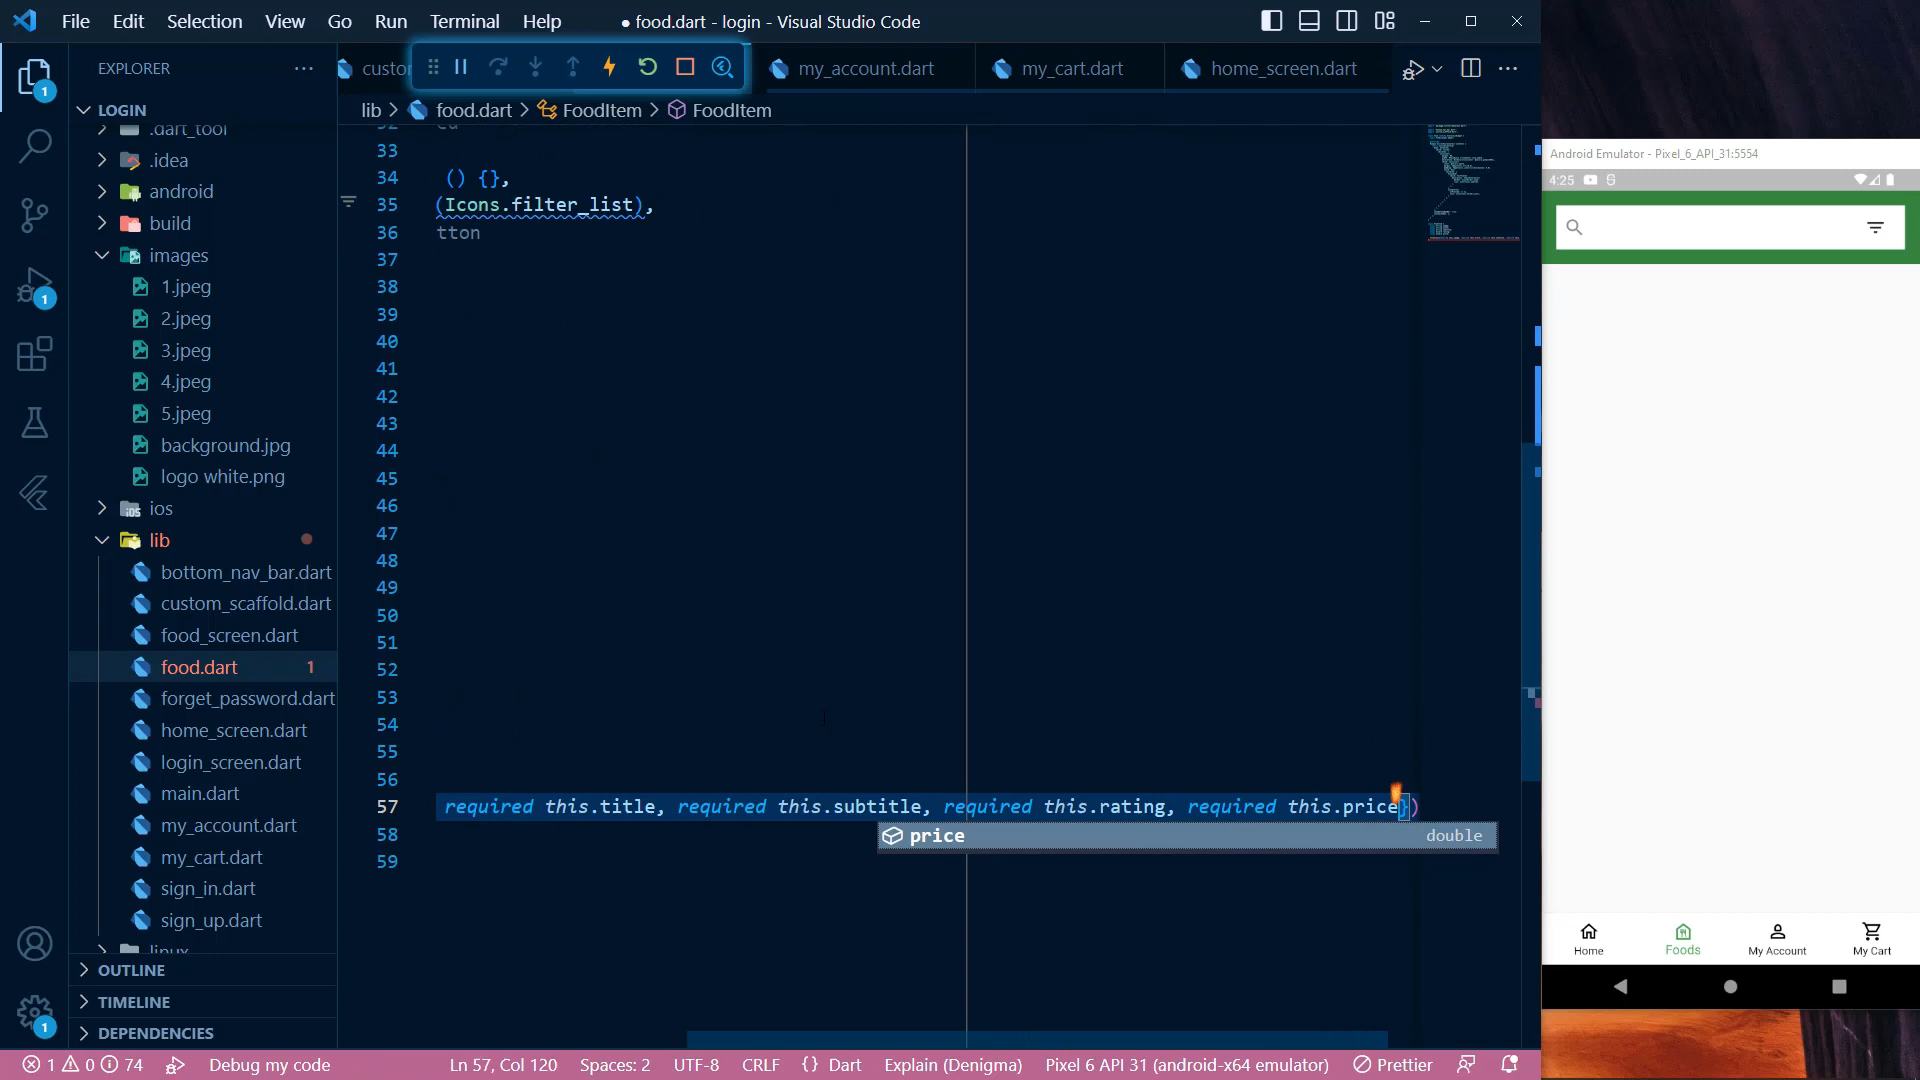 File Edit Selection View Go Run Terminal Help
● food.dart - login - Visual Studio Code
EXPLORER
my_account.dart
my_cart.dart
home_screen.dart
lib > food.dart > FoodItem > FoodItem
LOGIN
.dart_tool
.idea
android
build
images
1.jpeg
2.jpeg
3.jpeg
4.jpeg
5.jpeg
background.jpg
logo white.png
ios
lib
bottom_nav_bar.dart
custom_scaffold.dart
food_screen.dart
food.dart 1
forget_password.dart
home_screen.dart
login_screen.dart
main.dart
my_account.dart
my_cart.dart
sign_in.dart
sign_up.dart
linux
OUTLINE
TIMELINE
DEPENDENCIES
1
1
1
33
34 () {},
35 (Icons.filter_list),
36 tton
37
38
39
40
41
42
43
44
45
46
47
48
49
50
51
52
53
54
55
56
57 required this.title, required this.subtitle, required this.rating, required this.price})
price double
58
59
Android Emulator - Pixel_6_API_31:5554
4:25
Home
Foods
My Account
My Cart
1 0 74 Debug my code
Ln 57, Col 120 Spaces: 2 UTF-8 CRLF {} Dart Explain (Denigma) Pixel 6 API 31 (android-x64 emulator) Prettier